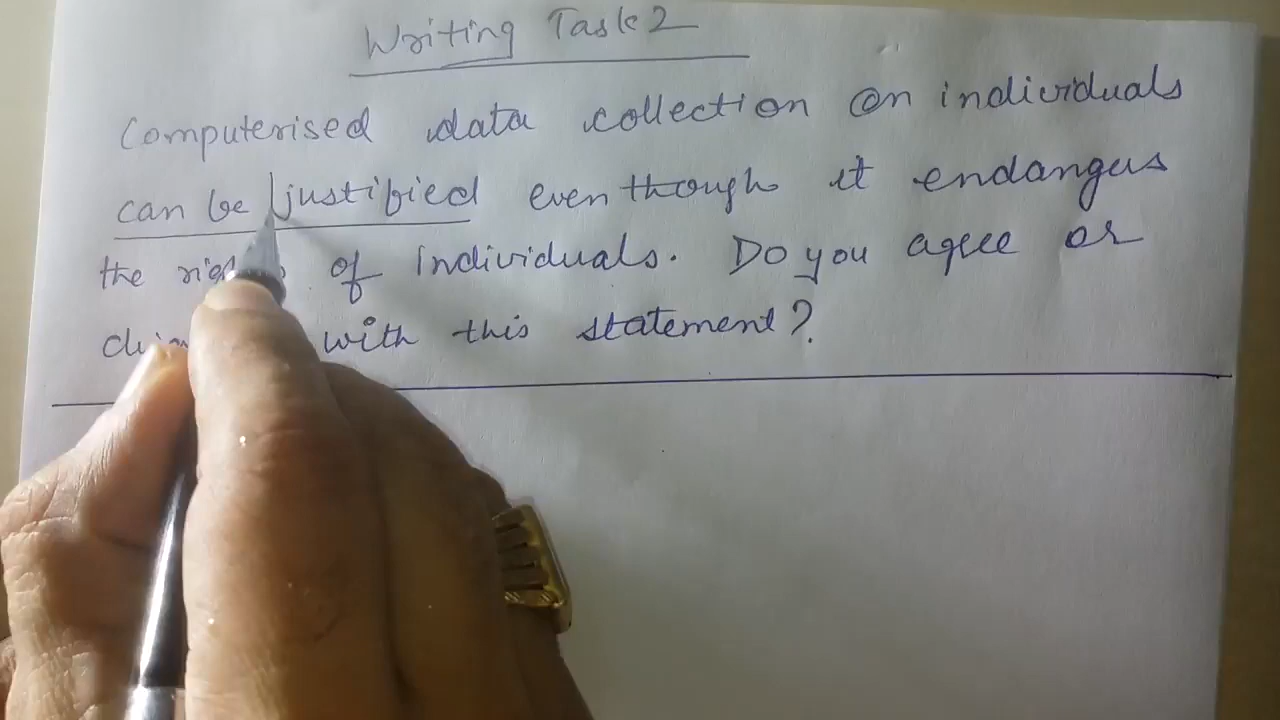 Writing Task 2
Computerised data collection on individuals
can be justified even though it endangers
the of individuals. Do you agree or
with this statement?